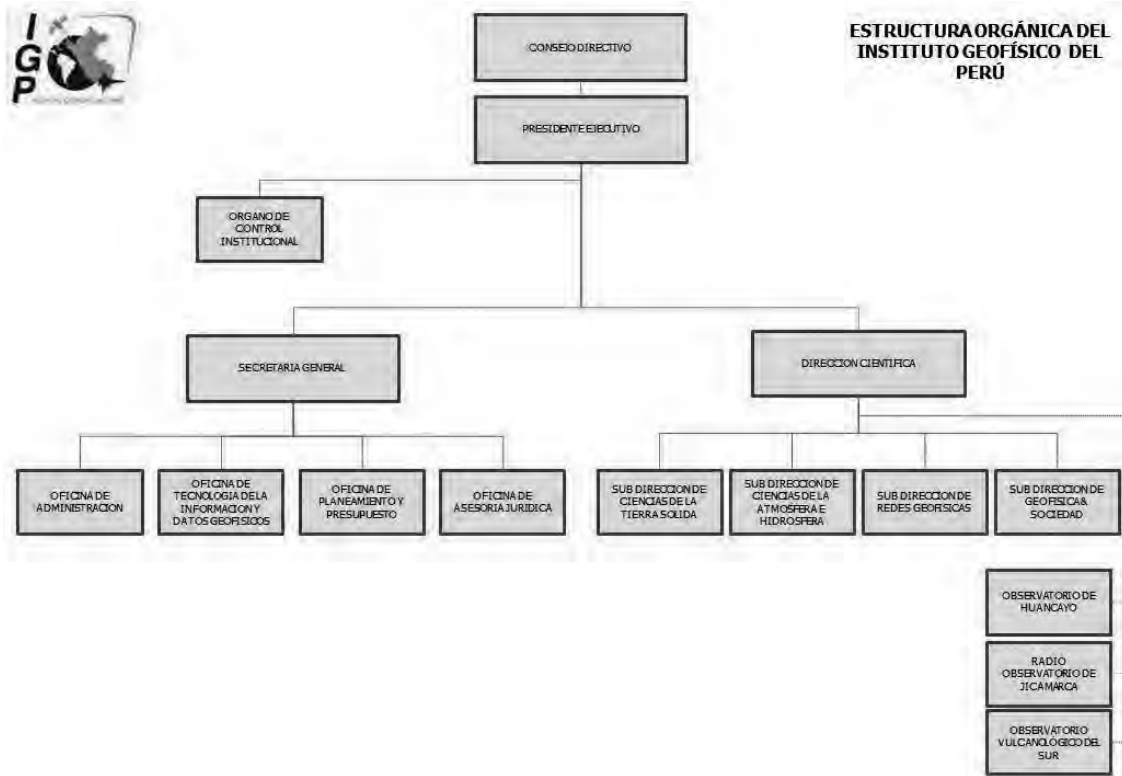 IGP
ESTRUCTURA ORGÁNICA DEL
INSTITUTO GEOFÍSICO DEL
PERÚ
CONSEJO DIRECTIVO
PRESIDENTE EJECUTIVO
ORGANO DE
CONTROL
INSTITUCIONAL
SECRETARIA GENERAL
DIRECCION CIENTIFICA
OFICINA DE
ADMINISTRACION
OFICINA DE
TECNOLOGIA DE LA
INFORMACION Y
DATOS GEOFISICOS
OFICINA DE
PLANEAMIENTO Y
PRESUPUESTO
OFICINA DE
ASESORIA JURIDICA
SUB DIRECCION DE
CIENCIAS DE LA
TIERRA SOLIDA
SUB DIRECCION DE
CIENCIAS DE LA
ATMOSFERA E
HIDROSFERA
SUB DIRECCION DE
REDES GEOFISICAS
SUB DIRECCION DE
GEOFISICA &
SOCIEDAD
OBSERVATORIO DE
HUANCAYO
RADIO
OBSERVATORIO DE
JICAMARCA
OBSERVATORIO
VULCANOLÓGICO DEL
SUR